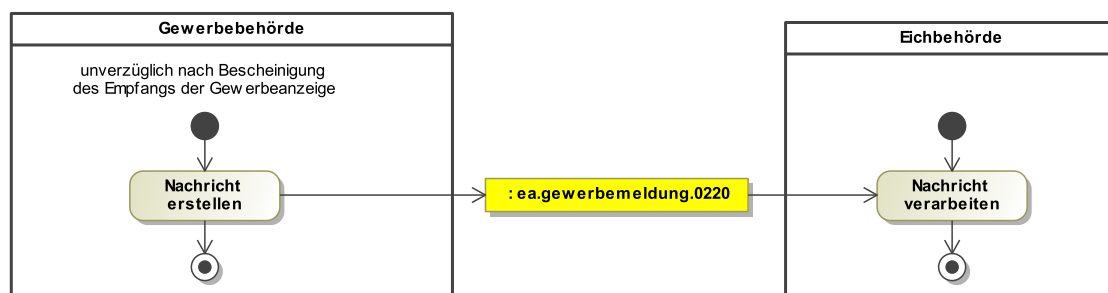 Gewerbebehörde
Eichbehörde
unverzüglich nach Bescheinigung
des Empfangs der Gewerbeanzeige
Nachricht
erstellen
: ea.gewerbemeldung.0220
Nachricht
verarbeiten